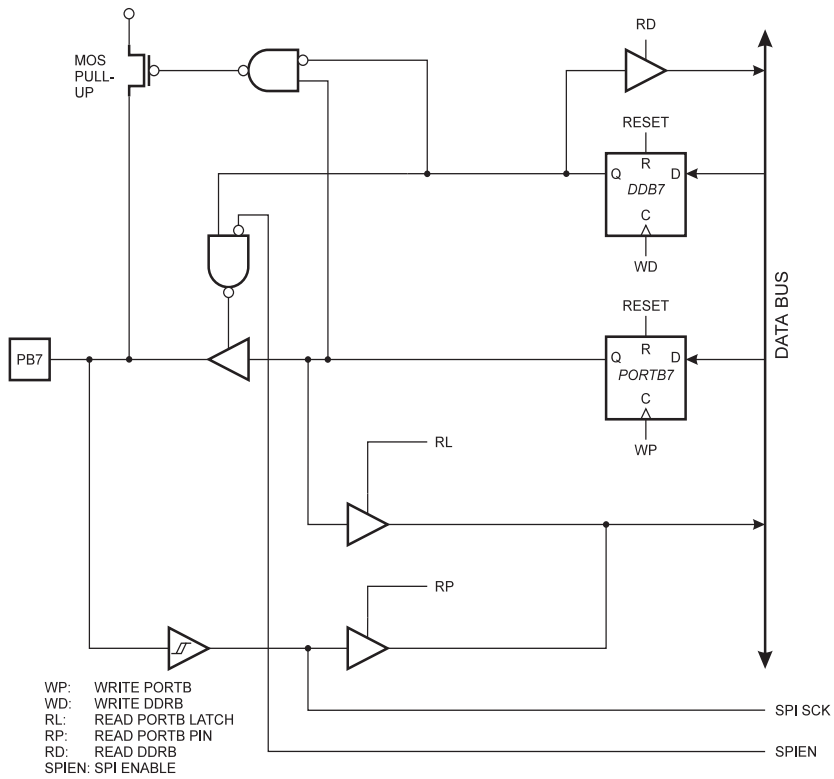 RD
MOS
PULL-
UP
RESET
R
Q
D
DDB7
C
WD
RESET
R
Q
D
PORTB7
C
WP
DATA BUS
PB7
RL
RP
WP: WRITE PORTB
WD: WRITE DDRB
RL: READ PORTB LATCH
RP: READ PORTB PIN
RD: READ DDRB
SPIEN: SPI ENABLE
SPI SCK
SPIEN